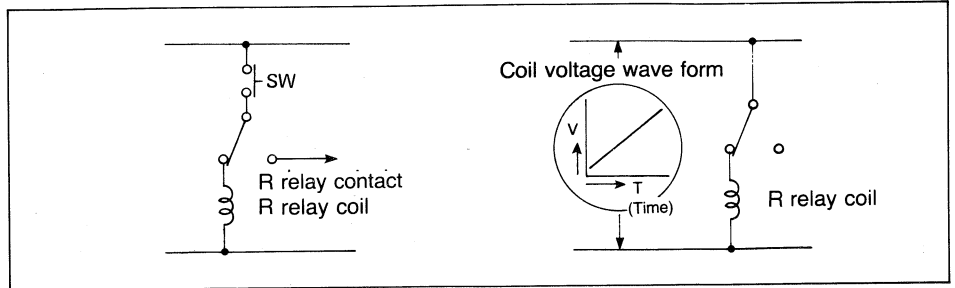 SW
R relay contact
R relay coil
Coil voltage wave form
V
T
(Time)
R relay coil